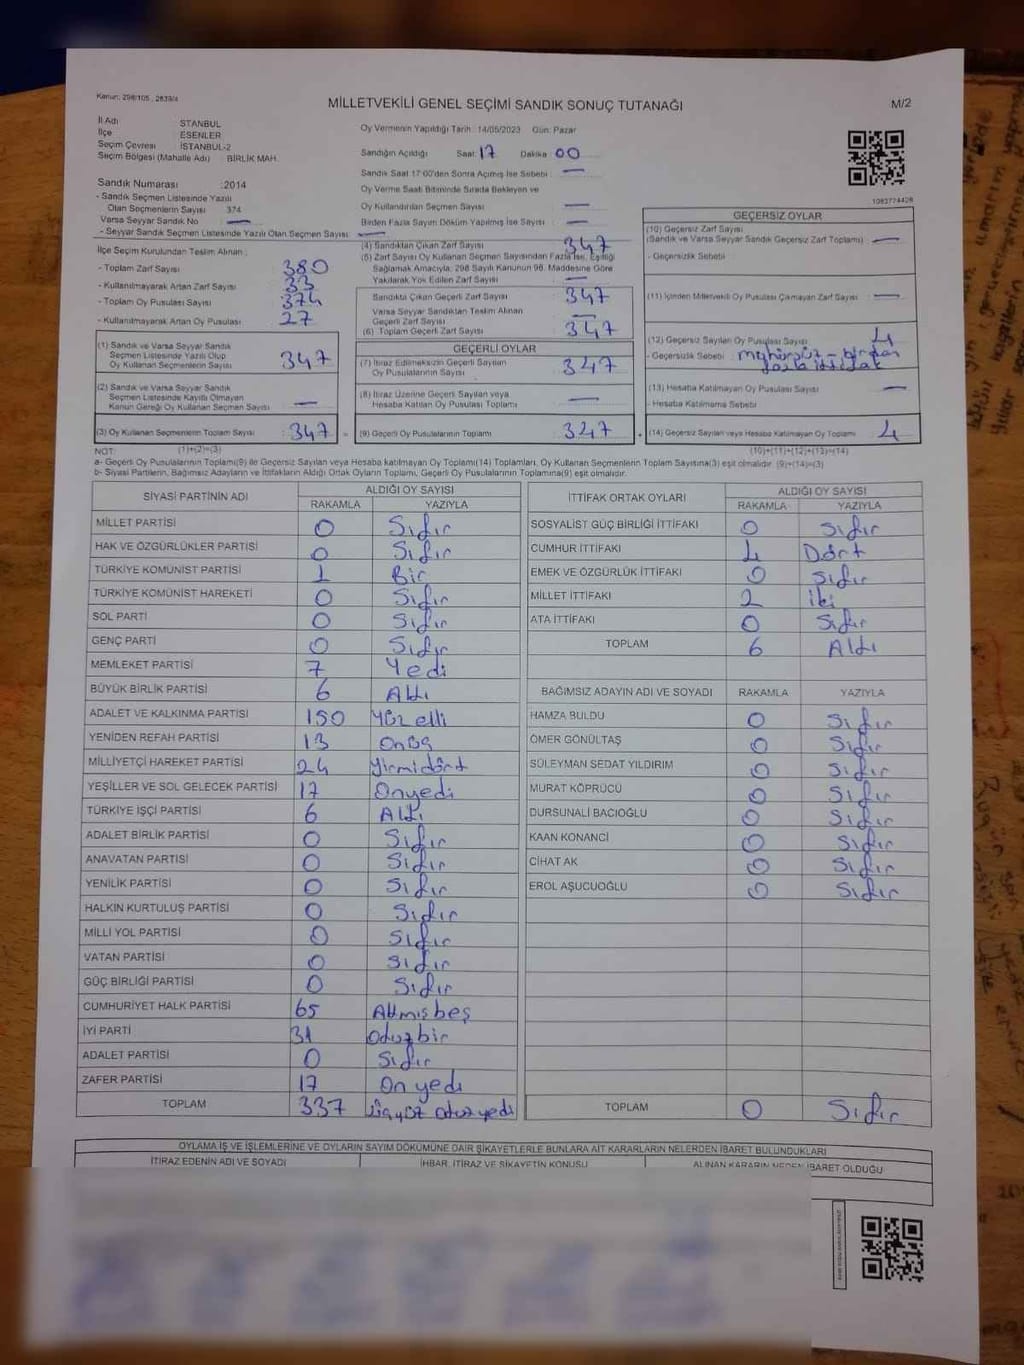 Kanun: 298/105, 2839/4
MİLLETVEKİLİ GENEL SEÇİMİ SANDIK SONUÇ TUTANAĞI
M/2
İl Adı STANBUL
İlçe ESENLER
Seçim Çevresi İSTANBUL-2
Seçim Bölgesi (Mahalle Adı) : BİRLİK MAH.
Sandık Numarası :2014
- Sandık Seçmen Listesinde Yazılı
Olan Seçmenlerin Sayısı 374
Varsa Seyyar Sandık No —
- Seyyar Sandık Seçmen Listesinde Yazılı Olan Seçmen Sayısı: —
Oy Vermenin Yapıldığı Tarih : 14/05/2023 Gün: Pazar
Sandığın Açıldığı Saat: 17 Dakika 00
Sandık Saat 17:00'den Sonra Açılmış İse Sebebi : —
Oy Verme Saati Bitiminde Sırada Bekleyen ve
Oy Kullandırılan Seçmen Sayısı —
Birden Fazla Sayım Döküm Yapılmış İse Sayısı —
1083774428
İlçe Seçim Kurulundan Teslim Alınan :
- Toplam Zarf Sayısı 380
- Kullanılmayarak Artan Zarf Sayısı 33
- Toplam Oy Pusulası Sayısı 374
- Kullanılmayarak Artan Oy Pusulası 27
(1) Sandık ve Varsa Seyyar Sandık
Seçmen Listesinde Yazılı Olup
Oy Kullanan Seçmenlerin Sayısı 347
(2) Sandık ve Varsa Seyyar Sandık
Seçmen Listesinde Kayıtlı Olmayan
Kanun Gereği Oy Kullanan Seçmen Sayısı —
(3) Oy Kullanan Seçmenlerin Toplam Sayısı 347
(1)+(2)=(3)
(4) Sandıktan Çıkan Zarf Sayısı 347
(5) Zarf Sayısı Oy Kullanan Seçmen Sayısından Fazla İse, Eşitliği
Sağlamak Amacıyla, 298 Sayılı Kanunun 98. Maddesine Göre
Yakılarak Yok Edilen Zarf Sayısı —
Sandıkta Çıkan Geçerli Zarf Sayısı 347
Varsa Seyyar Sandıktan Teslim Alınan
Geçerli Zarf Sayısı —
(6) Toplam Geçerli Zarf Sayısı 347
GEÇERLİ OYLAR
(7) İtiraz Edilmeksizin Geçerli Sayılan
Oy Pusulalarının Sayısı 347
(8) İtiraz Üzerine Geçerli Sayılan veya
Hesaba Katılan Oy Pusulası Toplamı —
(9) Geçerli Oy Pusulalarının Toplamı 347
GEÇERSİZ OYLAR
(10) Geçersiz Zarf Sayısı
(Sandık ve Varsa Seyyar Sandık Geçersiz Zarf Toplamı) —
- Geçersizlik Sebebi
(11) İçinden Milletvekili Oy Pusulası Çıkmayan Zarf Sayısı —
(12) Geçersiz Sayılan Oy Pusulası Sayısı 4
- Geçersizlik Sebebi : mühürsüz - birden
fazla ittifak
(13) Hesaba Katılmayan Oy Pusulası Sayısı —
- Hesaba Katılmama Sebebi
(14) Geçersiz Sayılan veya Hesaba Katılmayan Oy Toplamı 4
(10)+(11)+(12)+(13)=(14)
NOT:
a- Geçerli Oy Pusulalarının Toplamı(9) ile Geçersiz Sayılan veya Hesaba katılmayan Oy Toplamı(14) Toplamları, Oy Kullanan Seçmenlerin Toplam Sayısına(3) eşit olmalıdır. (9)+(14)=(3)
b- Siyasi Partilerin, Bağımsız Adayların ve İttifakların Aldığı Ortak Oyların Toplamı, Geçerli Oy Pusulalarının Toplamına(9) eşit olmalıdır.
SİYASİ PARTİNİN ADI ALDIĞI OY SAYISI
RAKAMLA YAZIYLA
MİLLET PARTİSİ 0 Sıfır
HAK VE ÖZGÜRLÜKLER PARTİSİ 0 Sıfır
TÜRKİYE KOMÜNİST PARTİSİ 1 Bir
TÜRKİYE KOMÜNİST HAREKETİ 0 Sıfır
SOL PARTİ 0 Sıfır
GENÇ PARTİ 0 Sıfır
MEMLEKET PARTİSİ 7 Yedi
BÜYÜK BİRLİK PARTİSİ 6 Altı
ADALET VE KALKINMA PARTİSİ 150 Yüzelli
YENİDEN REFAH PARTİSİ 13 Onüç
MİLLİYETÇİ HAREKET PARTİSİ 24 Yirmidört
YEŞİLLER VE SOL GELECEK PARTİSİ 17 Onyedi
TÜRKİYE İŞÇİ PARTİSİ 6 Altı
ADALET BİRLİK PARTİSİ 0 Sıfır
ANAVATAN PARTİSİ 0 Sıfır
YENİLİK PARTİSİ 0 Sıfır
HALKIN KURTULUŞ PARTİSİ 0 Sıfır
MİLLİ YOL PARTİSİ 0 Sıfır
VATAN PARTİSİ 0 Sıfır
GÜÇ BİRLİĞİ PARTİSİ 0 Sıfır
CUMHURİYET HALK PARTİSİ 65 Altmışbeş
İYİ PARTİ 31 Otuzbir
ADALET PARTİSİ 0 Sıfır
ZAFER PARTİSİ 17 Onyedi
TOPLAM 337 Üçyüz otuzyedi
İTTİFAK ORTAK OYLARI ALDIĞI OY SAYISI
RAKAMLA YAZIYLA
SOSYALİST GÜÇ BİRLİĞİ İTTİFAKI 0 Sıfır
CUMHUR İTTİFAKI 4 Dört
EMEK VE ÖZGÜRLÜK İTTİFAKI 0 Sıfır
MİLLET İTTİFAKI 2 iki
ATA İTTİFAKI 0 Sıfır
TOPLAM 6 Altı
BAĞIMSIZ ADAYIN ADI VE SOYADI RAKAMLA YAZIYLA
HAMZA BULDU 0 Sıfır
ÖMER GÖNÜLTAŞ 0 Sıfır
SÜLEYMAN SEDAT YILDIRIM 0 Sıfır
MURAT KÖPRÜCÜ 0 Sıfır
DURSUNALİ BACIOĞLU 0 Sıfır
KAAN KONANCİ 0 Sıfır
CİHAT AK 0 Sıfır
EROL AŞUCUOĞLU 0 Sıfır
TOPLAM 0 Sıfır
OYLAMA İŞ VE İŞLEMLERİNE VE OYLARIN SAYIM DÖKÜMÜNE DAİR ŞİKAYETLERLE BUNLARA AİT KARARLARIN NELERDEN İBARET BULUNDUKLARI
İTİRAZ EDENİN ADI VE SOYADI İHBAR, İTİRAZ VE ŞİKAYETİN KONUSU ALINAN KARARIN NEDEN İBARET OLDUĞU